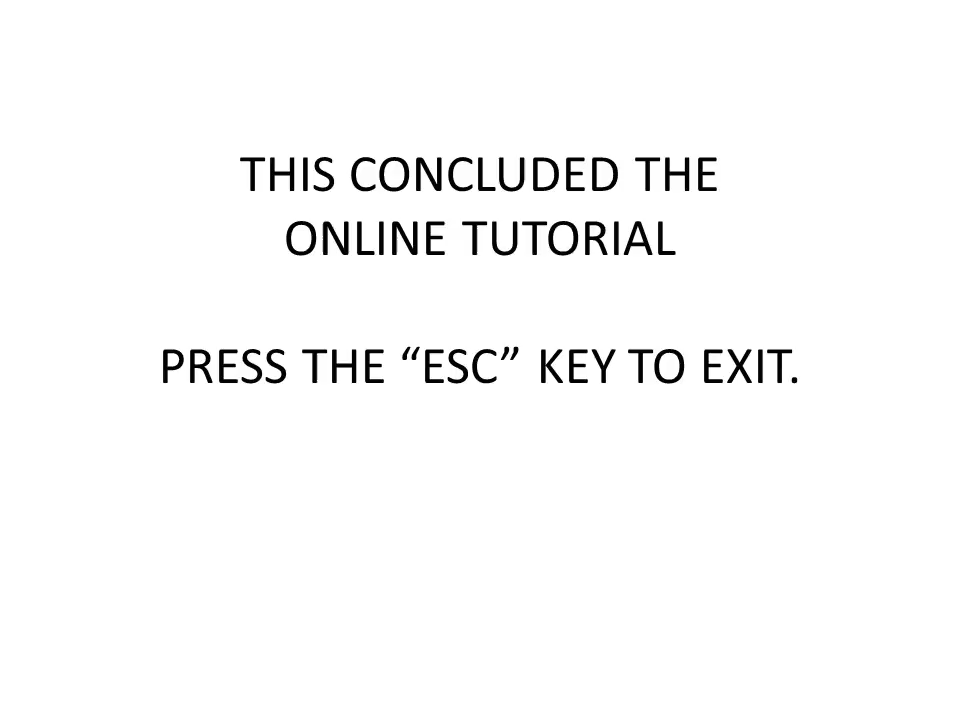 THIS CONCLUDED THE
ONLINE TUTORIAL
PRESS THE “ESC” KEY TO EXIT.